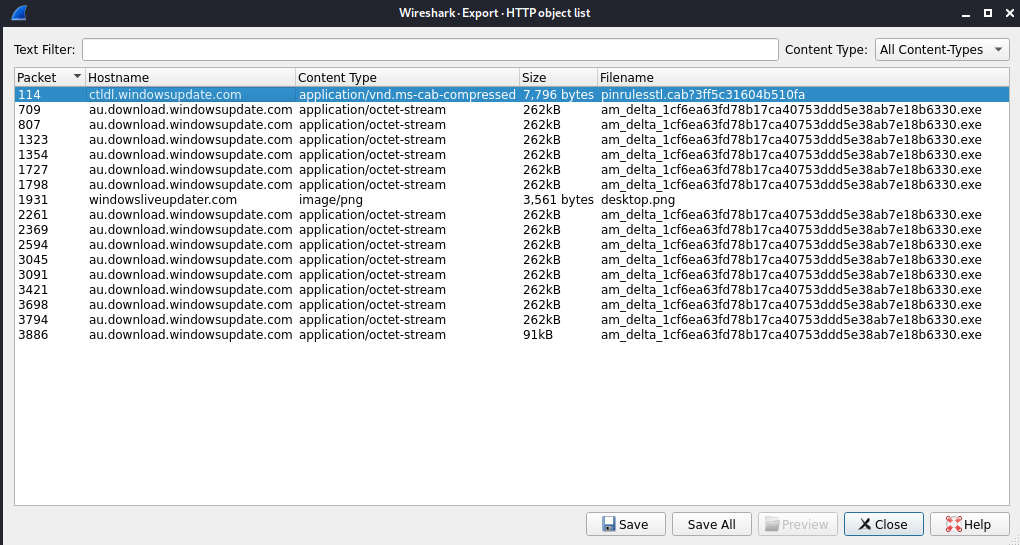 Wireshark · Export · HTTP object list
Text Filter: Content Type: All Content-Types
Packet Hostname Content Type Size Filename
114 ctldl.windowsupdate.com application/vnd.ms-cab-compressed 7,796 bytes pinrulesstl.cab?3ff5c31604b510fa
709 au.download.windowsupdate.com application/octet-stream 262kB am_delta_1cf6ea63fd78b17ca40753ddd5e38ab7e18b6330.exe
807 au.download.windowsupdate.com application/octet-stream 262kB am_delta_1cf6ea63fd78b17ca40753ddd5e38ab7e18b6330.exe
1323 au.download.windowsupdate.com application/octet-stream 262kB am_delta_1cf6ea63fd78b17ca40753ddd5e38ab7e18b6330.exe
1354 au.download.windowsupdate.com application/octet-stream 262kB am_delta_1cf6ea63fd78b17ca40753ddd5e38ab7e18b6330.exe
1727 au.download.windowsupdate.com application/octet-stream 262kB am_delta_1cf6ea63fd78b17ca40753ddd5e38ab7e18b6330.exe
1798 au.download.windowsupdate.com application/octet-stream 262kB am_delta_1cf6ea63fd78b17ca40753ddd5e38ab7e18b6330.exe
1931 windowsliveupdater.com image/png 3,561 bytes desktop.png
2261 au.download.windowsupdate.com application/octet-stream 262kB am_delta_1cf6ea63fd78b17ca40753ddd5e38ab7e18b6330.exe
2369 au.download.windowsupdate.com application/octet-stream 262kB am_delta_1cf6ea63fd78b17ca40753ddd5e38ab7e18b6330.exe
2594 au.download.windowsupdate.com application/octet-stream 262kB am_delta_1cf6ea63fd78b17ca40753ddd5e38ab7e18b6330.exe
3045 au.download.windowsupdate.com application/octet-stream 262kB am_delta_1cf6ea63fd78b17ca40753ddd5e38ab7e18b6330.exe
3091 au.download.windowsupdate.com application/octet-stream 262kB am_delta_1cf6ea63fd78b17ca40753ddd5e38ab7e18b6330.exe
3421 au.download.windowsupdate.com application/octet-stream 262kB am_delta_1cf6ea63fd78b17ca40753ddd5e38ab7e18b6330.exe
3698 au.download.windowsupdate.com application/octet-stream 262kB am_delta_1cf6ea63fd78b17ca40753ddd5e38ab7e18b6330.exe
3794 au.download.windowsupdate.com application/octet-stream 262kB am_delta_1cf6ea63fd78b17ca40753ddd5e38ab7e18b6330.exe
3886 au.download.windowsupdate.com application/octet-stream 91kB am_delta_1cf6ea63fd78b17ca40753ddd5e38ab7e18b6330.exe
Save Save All Preview Close Help